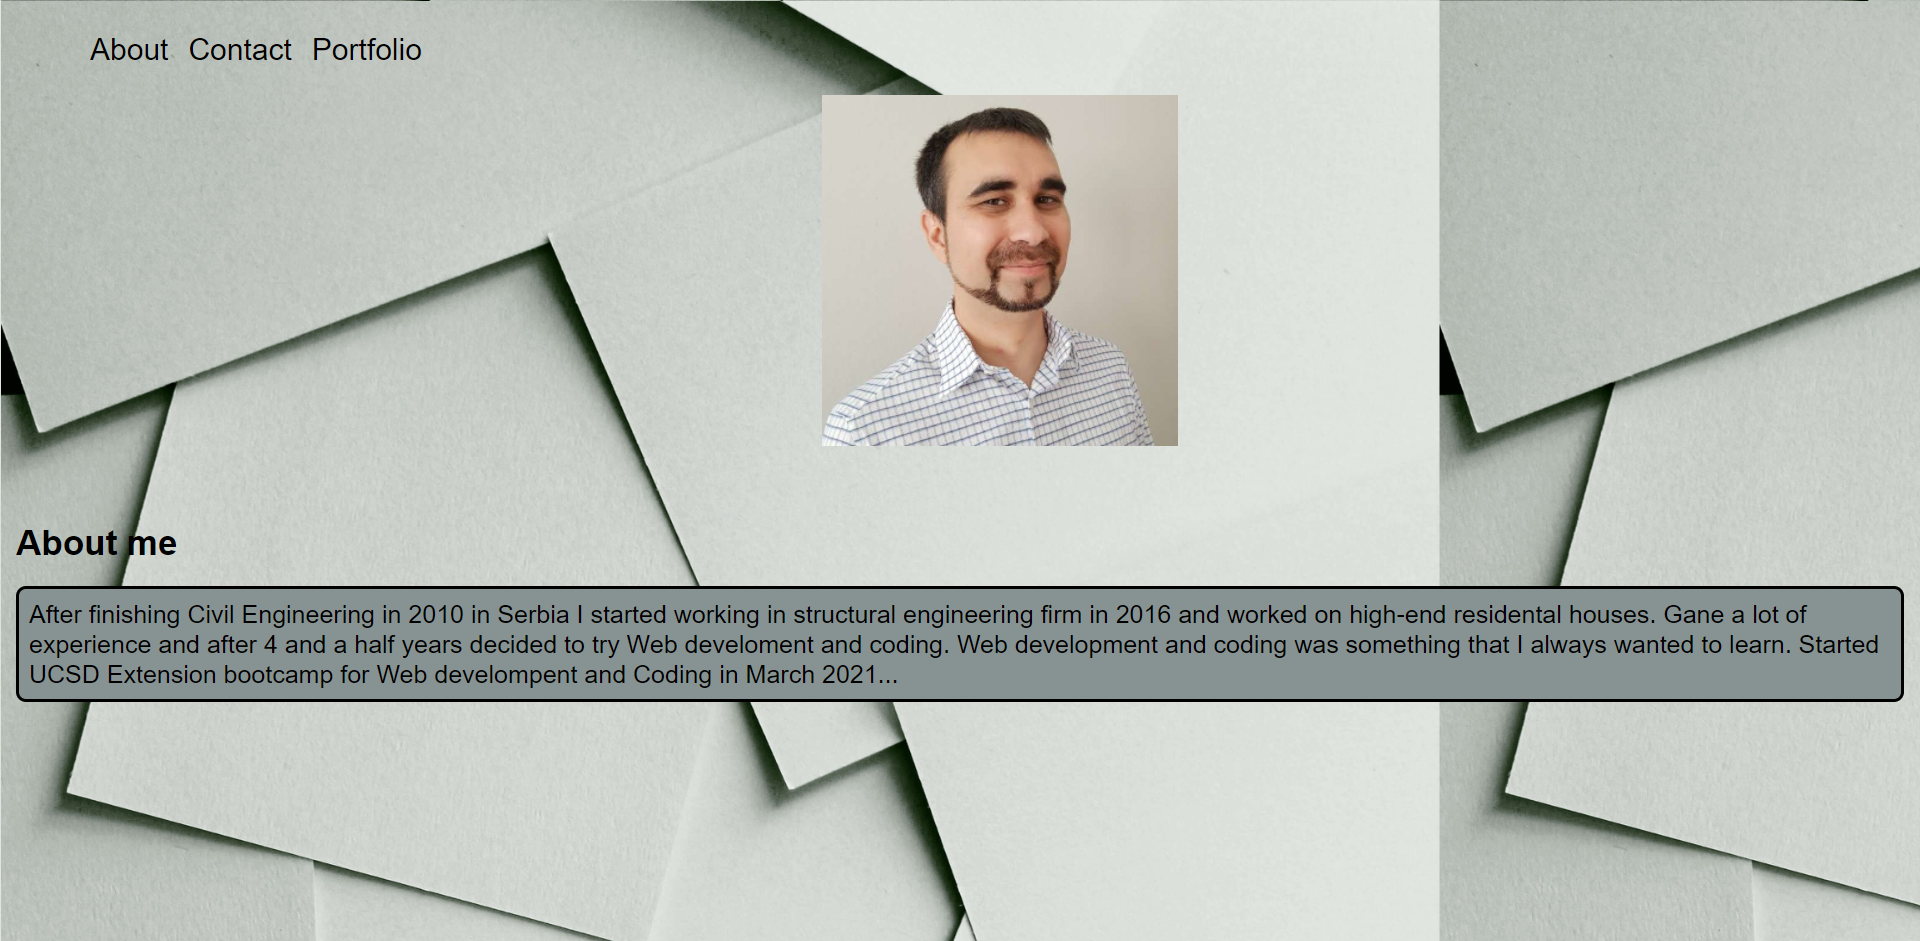 About Contact Portfolio
About me
After finishing Civil Engineering in 2010 in Serbia I started working in structural engineering firm in 2016 and worked on high-end residental houses. Gane a lot of
experience and after 4 and a half years decided to try Web develoment and coding. Web development and coding was something that I always wanted to learn. Started
UCSD Extension bootcamp for Web develompent and Coding in March 2021...